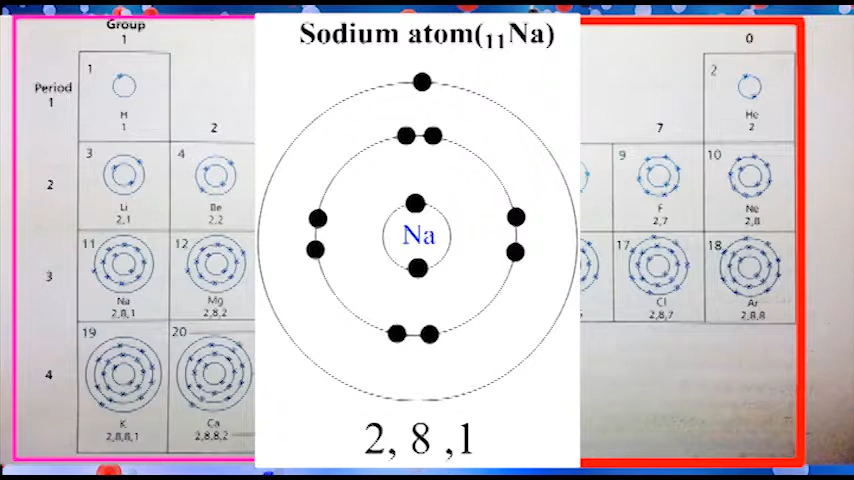 Group
1
0
Sodium atom(₁₁Na)
Period
1
1
H
1
2
He
2
2
7
2
3
Li
2,1
4
Be
2,2
9
F
2,7
10
Ne
2,8
3
11
Na
2,8,1
12
Mg
2,8,2
Na
17
Cl
2,8,7
18
Ar
2,8,8
4
19
K
2,8,8,1
20
Ca
2,8,8,2
2, 8 ,1